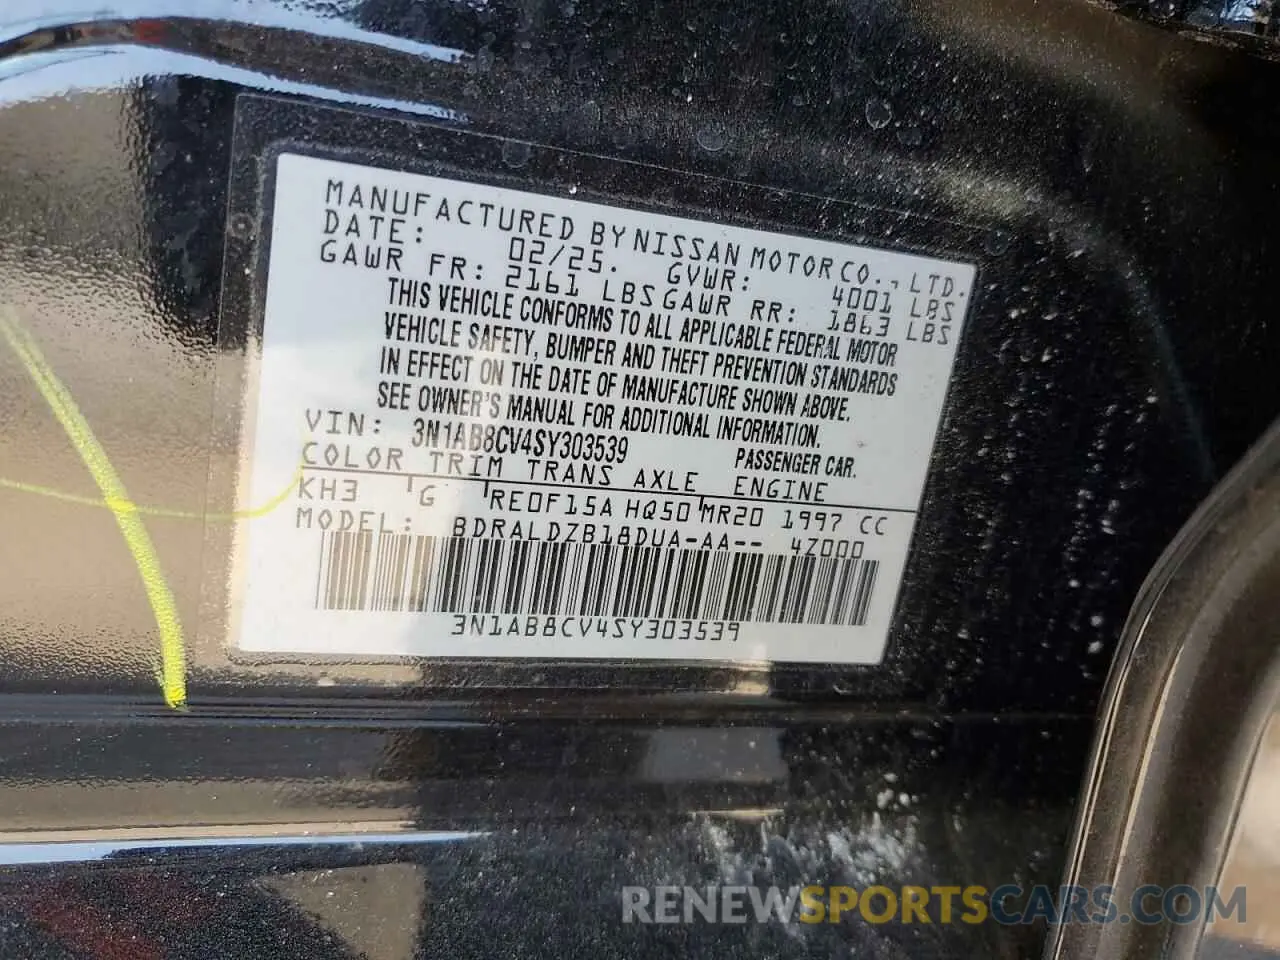 MANUFACTURED BY NISSAN MOTOR CO., LTD.
DATE: 02/25. GVWR: 4001 LBS
GAWR FR: 2161 LBS GAWR RR: 1863 LBS
THIS VEHICLE CONFORMS TO ALL APPLICABLE FEDERAL MOTOR
VEHICLE SAFETY, BUMPER AND THEFT PREVENTION STANDARDS
IN EFFECT ON THE DATE OF MANUFACTURE SHOWN ABOVE.
SEE OWNER'S MANUAL FOR ADDITIONAL INFORMATION.
VIN: 3N1AB8CV4SY303539 PASSENGER CAR.
COLOR TRIM TRANS AXLE ENGINE
KH3 G RE0F15A HQ50 MR20 1997 CC
MODEL: BDRALDZB18DUA-AA-- 4Z000
3N1AB8CV4SY303539
RENEWSPORTSCARS.COM